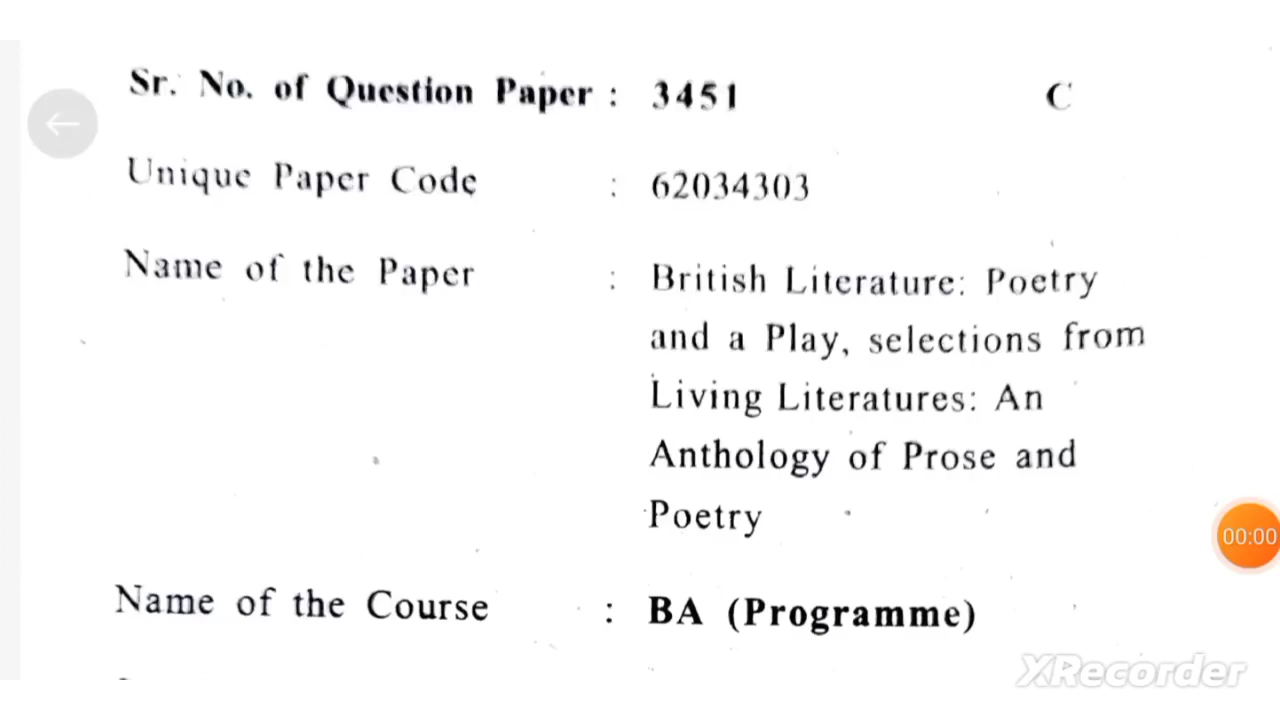 Sr. No. of Question Paper : 3451 C
Unique Paper Code : 62034303
Name of the Paper : British Literature: Poetry
and a Play, selections from
Living Literatures: An
Anthology of Prose and
Poetry
00:00
Name of the Course : BA (Programme)
XRecorder